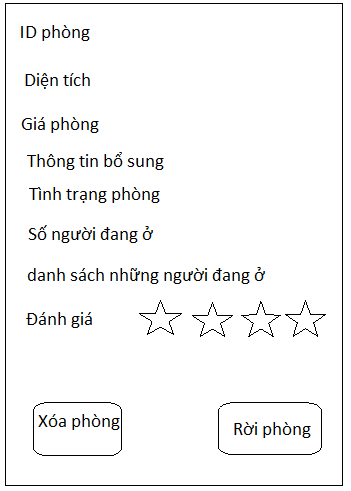 ID phòng
Diện tích
Giá phòng
Thông tin bổ sung
Tình trạng phòng
Số người đang ở
danh sách những người đang ở
Đánh giá
Xóa phòng
Rời phòng